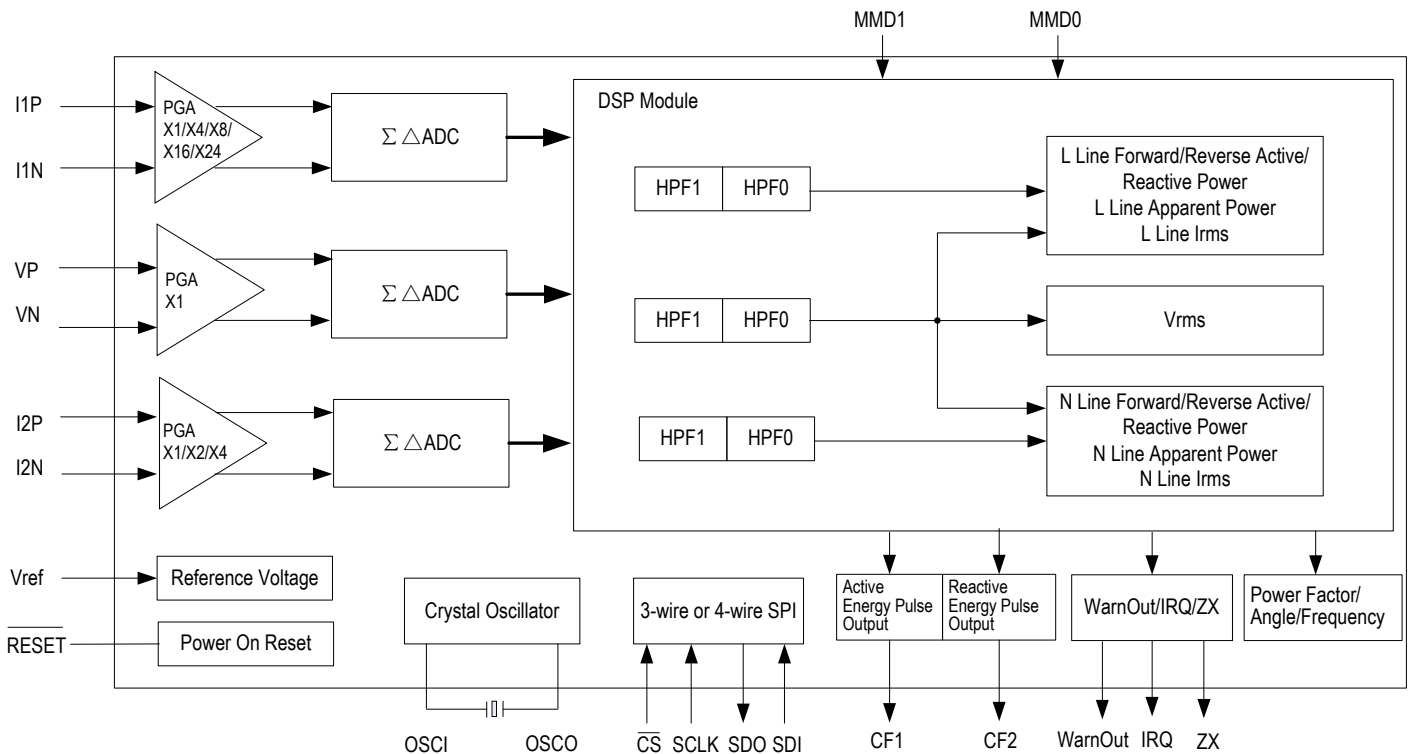 MMD1
MMD0
I1P
I1N
PGA
X1/X4/X8/
X16/X24
Σ △ADC
DSP Module
HPF1
HPF0
L Line Forward/Reverse Active/
Reactive Power
L Line Apparent Power
L Line Irms
VP
VN
PGA
X1
Σ △ADC
HPF1
HPF0
Vrms
I2P
I2N
PGA
X1/X2/X4
Σ △ADC
HPF1
HPF0
N Line Forward/Reverse Active/
Reactive Power
N Line Apparent Power
N Line Irms
Vref
Reference Voltage
RESET
Power On Reset
Crystal Oscillator
3-wire or 4-wire SPI
Active
Energy Pulse
Output
Reactive
Energy Pulse
Output
WarnOut/IRQ/ZX
Power Factor/
Angle/Frequency
OSCI
OSCO
CS
SCLK
SDO
SDI
CF1
CF2
WarnOut
IRQ
ZX